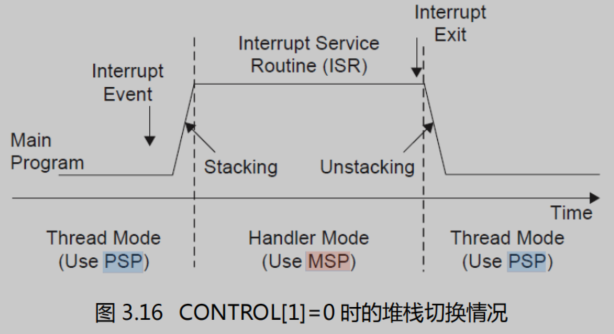 Interrupt
Exit
Interrupt Service
Routine (ISR)
Interrupt
Event
Main
Program
Stacking
Unstacking
Time
Thread Mode
(Use PSP)
Handler Mode
(Use MSP)
Thread Mode
(Use PSP)
图 3.16 CONTROL[1]=0 时的堆栈切换情况